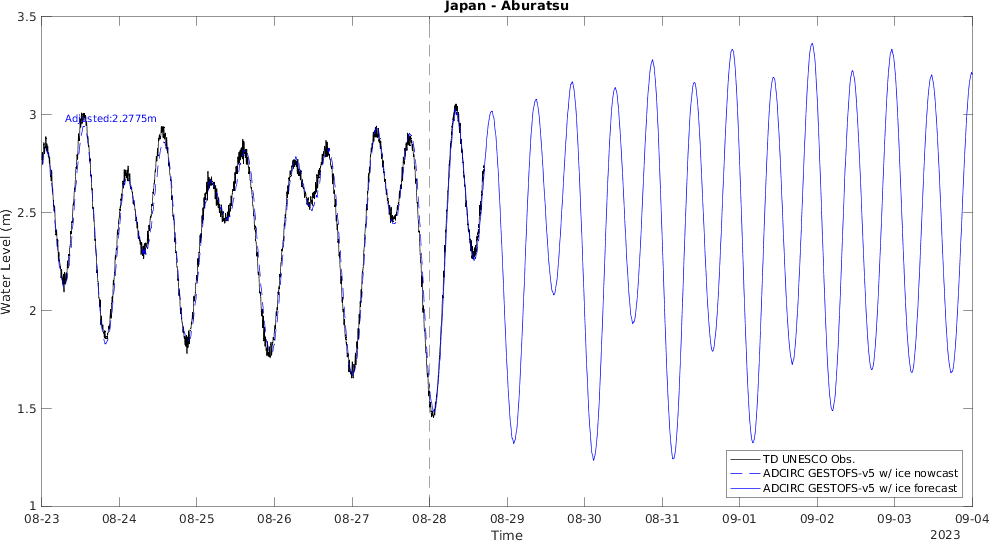 Japan - Aburatsu
3.5
3
2.5
2
1.5
1
Water Level (m)
Adjusted:2.2775m
TD UNESCO Obs.
ADCIRC GESTOFS-v5 w/ ice nowcast
ADCIRC GESTOFS-v5 w/ ice forecast
08-23 08-24 08-25 08-26 08-27 08-28 08-29 08-30 08-31 09-01 09-02 09-03 09-04
Time
2023